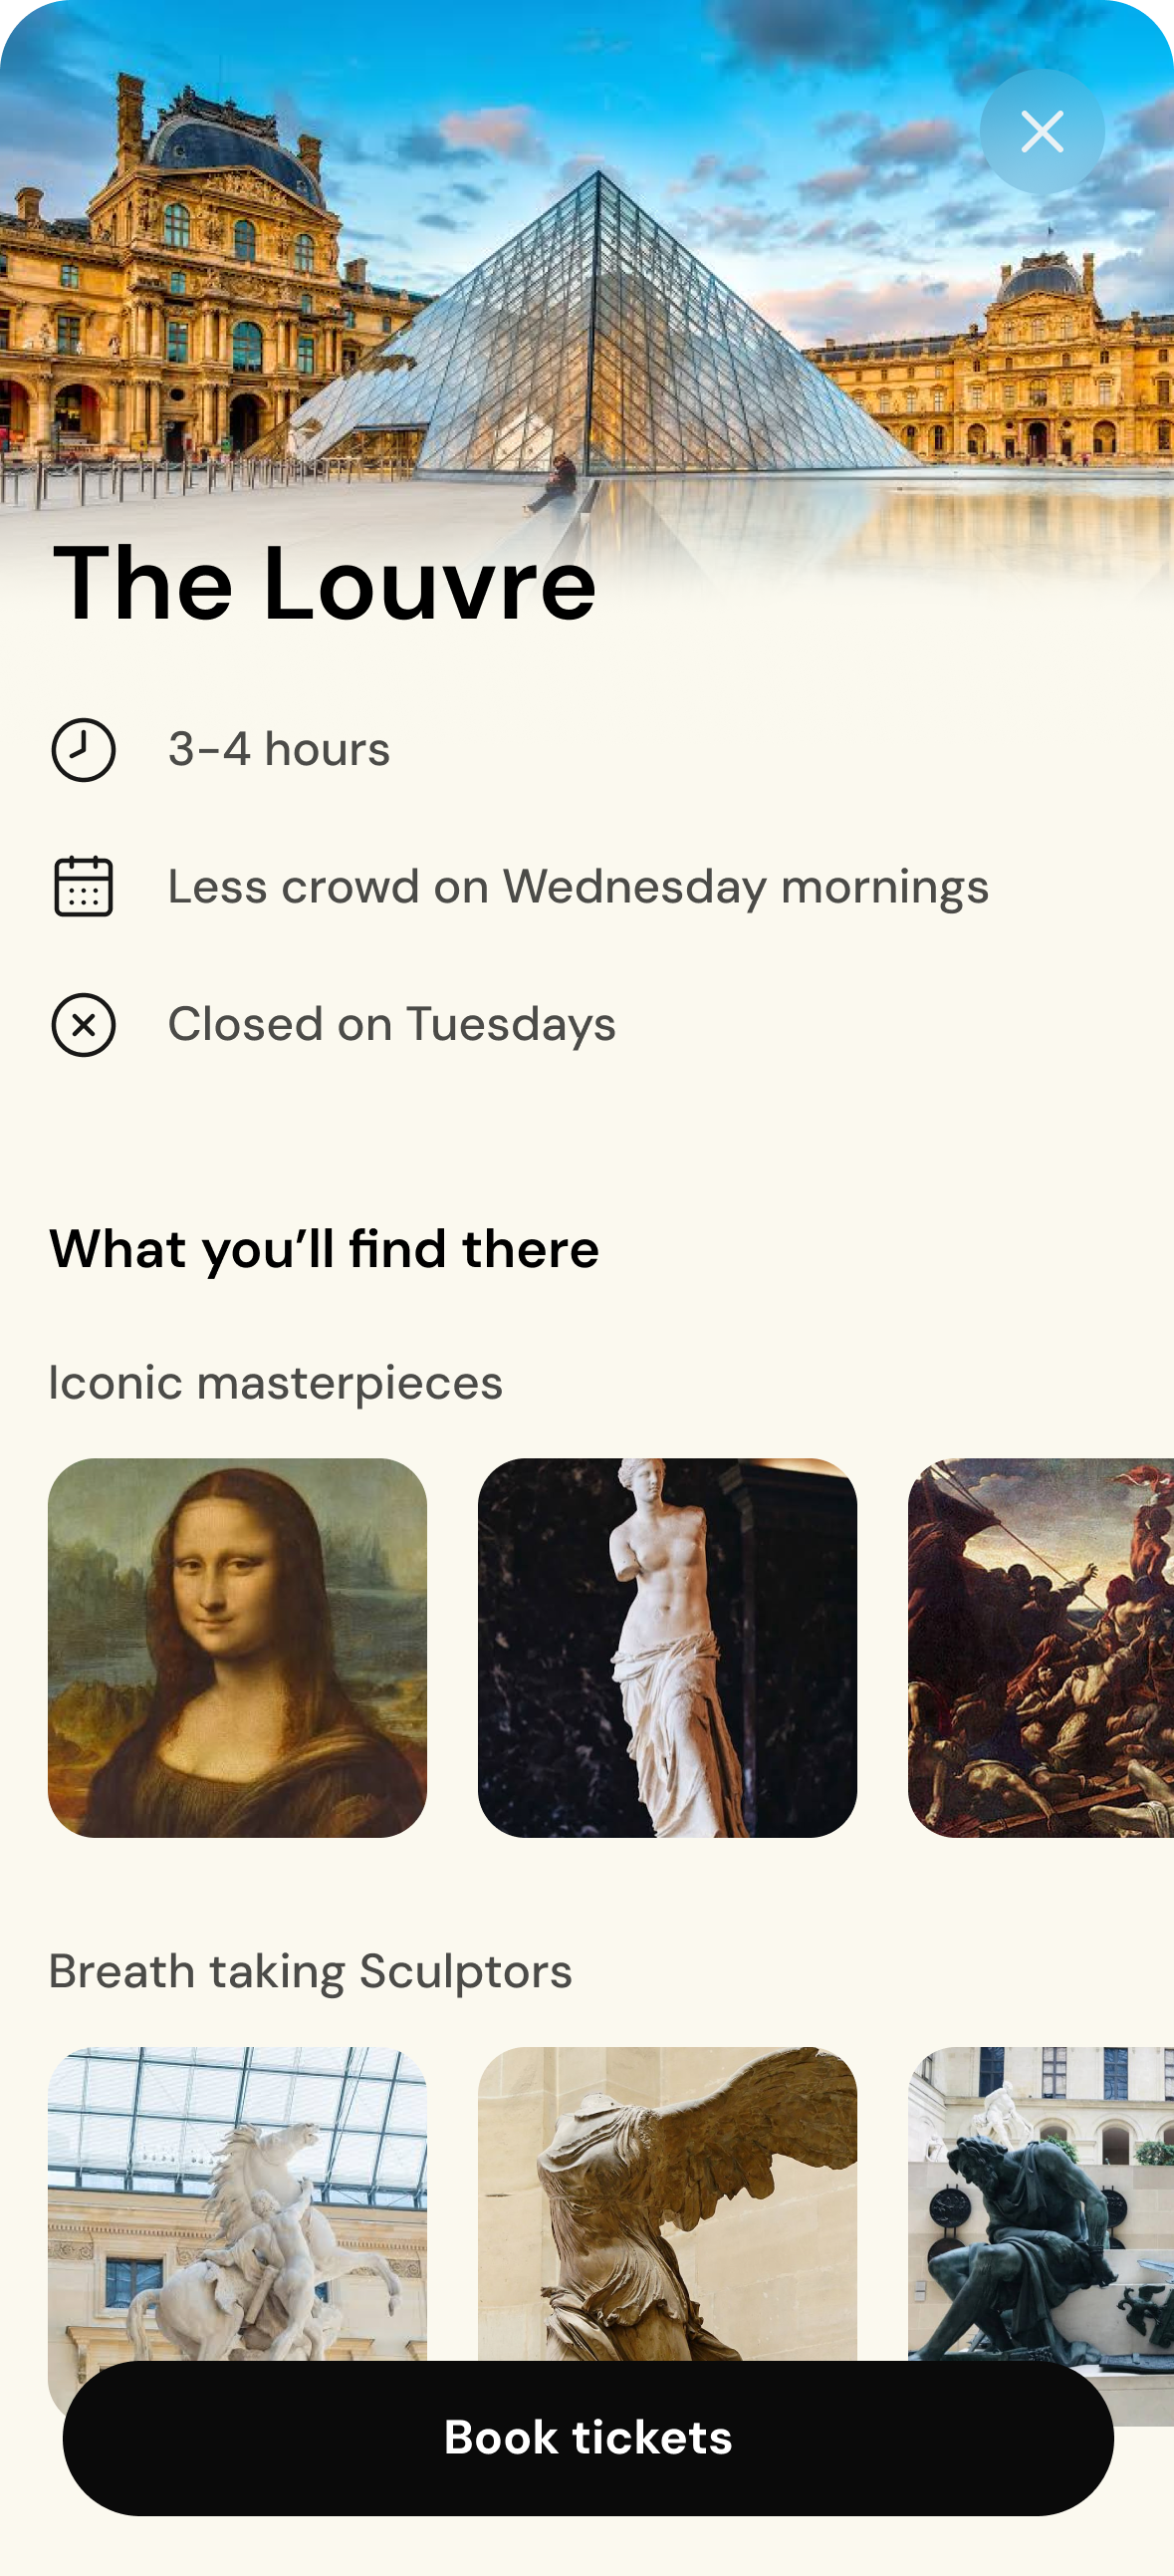 The Louvre
3-4 hours
Less crowd on Wednesday mornings
Closed on Tuesdays
What you’ll find there
Iconic masterpieces
Breath taking Sculptors
Book tickets